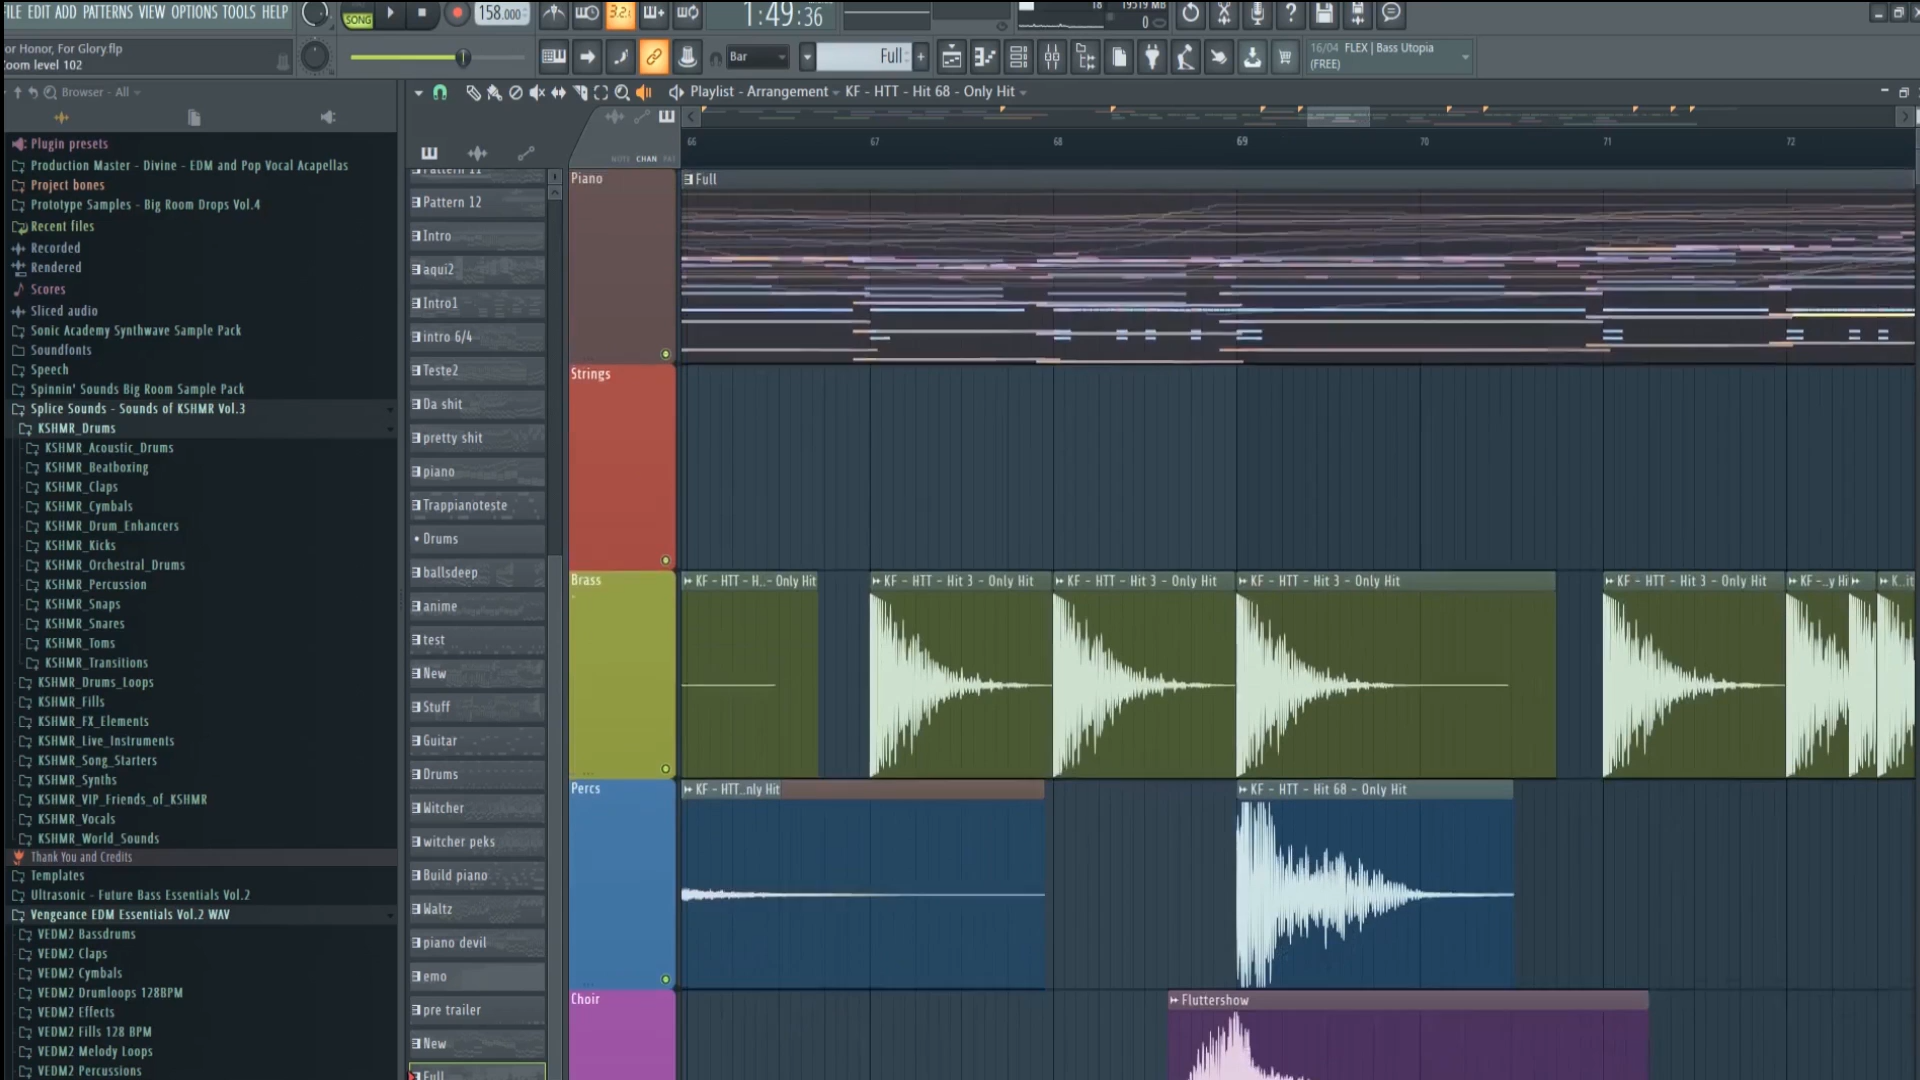 FILE EDIT ADD PATTERNS VIEW OPTIONS TOOLS HELP
SONG
158.000
3.2
1:49:36
18
19319 MB
0
or Honor, For Glory.flp
Zoom level 102
Bar
Full
16/04 FLEX | Bass Utopia
(FREE)
Browser - All
Playlist - Arrangement
KF - HTT - Hit 68 - Only Hit
Plugin presets
Production Master - Divine - EDM and Pop Vocal Acapellas
Project bones
Prototype Samples - Big Room Drops Vol.4
Recent files
Recorded
Rendered
Scores
Sliced audio
Sonic Academy Synthwave Sample Pack
Soundfonts
Speech
Spinnin' Sounds Big Room Sample Pack
Splice Sounds - Sounds of KSHMR Vol.3
KSHMR_Drums
KSHMR_Acoustic_Drums
KSHMR_Beatboxing
KSHMR_Claps
KSHMR_Cymbals
KSHMR_Drum_Enhancers
KSHMR_Kicks
KSHMR_Orchestral_Drums
KSHMR_Percussion
KSHMR_Snaps
KSHMR_Snares
KSHMR_Toms
KSHMR_Transitions
KSHMR_Drums_Loops
KSHMR_Fills
KSHMR_FX_Elements
KSHMR_Live_Instruments
KSHMR_Song_Starters
KSHMR_Synths
KSHMR_VIP_Friends_of_KSHMR
KSHMR_Vocals
KSHMR_World_Sounds
Thank You and Credits
Templates
Ultrasonic - Future Bass Essentials Vol.2
Vengeance EDM Essentials Vol.2 WAV
VEDM2 Bassdrums
VEDM2 Claps
VEDM2 Cymbals
VEDM2 Drumloops 128BPM
VEDM2 Effects
VEDM2 Fills 128 BPM
VEDM2 Melody Loops
VEDM2 Percussions
Pattern 11
Pattern 12
Intro
aqui2
Intro1
intro 6/4
Teste2
Da shit
pretty shit
piano
Trappianoteste
Drums
ballsdeep
anime
test
New
Stuff
Guitar
Drums
Witcher
witcher peks
Build piano
Waltz
piano devil
emo
pre trailer
New
Full
NOTE CHAN PAT
66
67
68
69
70
71
72
Piano
Full
Strings
Brass
KF - HTT - H..- Only Hit
KF - HTT - Hit 3 - Only Hit
KF - HTT - Hit 3 - Only Hit
KF - HTT - Hit 3 - Only Hit
KF - HTT - Hit 3 - Only Hit
KF -..y Hi
K..it
Percs
KF - HTT..nly Hit
KF - HTT - Hit 68 - Only Hit
Choir
Fluttershow